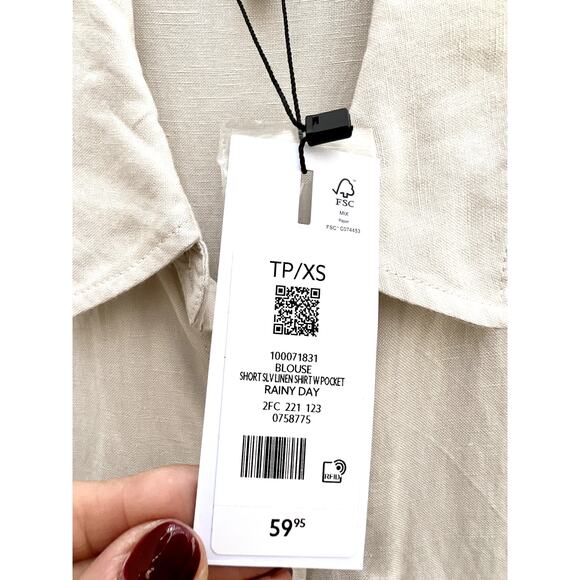 FSC™
MIX
Paper
FSC® C074453
TP/XS
100071831
BLOUSE
SHORT SLV LINEN SHIRT W POCKET
RAINY DAY
2FC 221 123
0758775
RFID
59⁹⁵